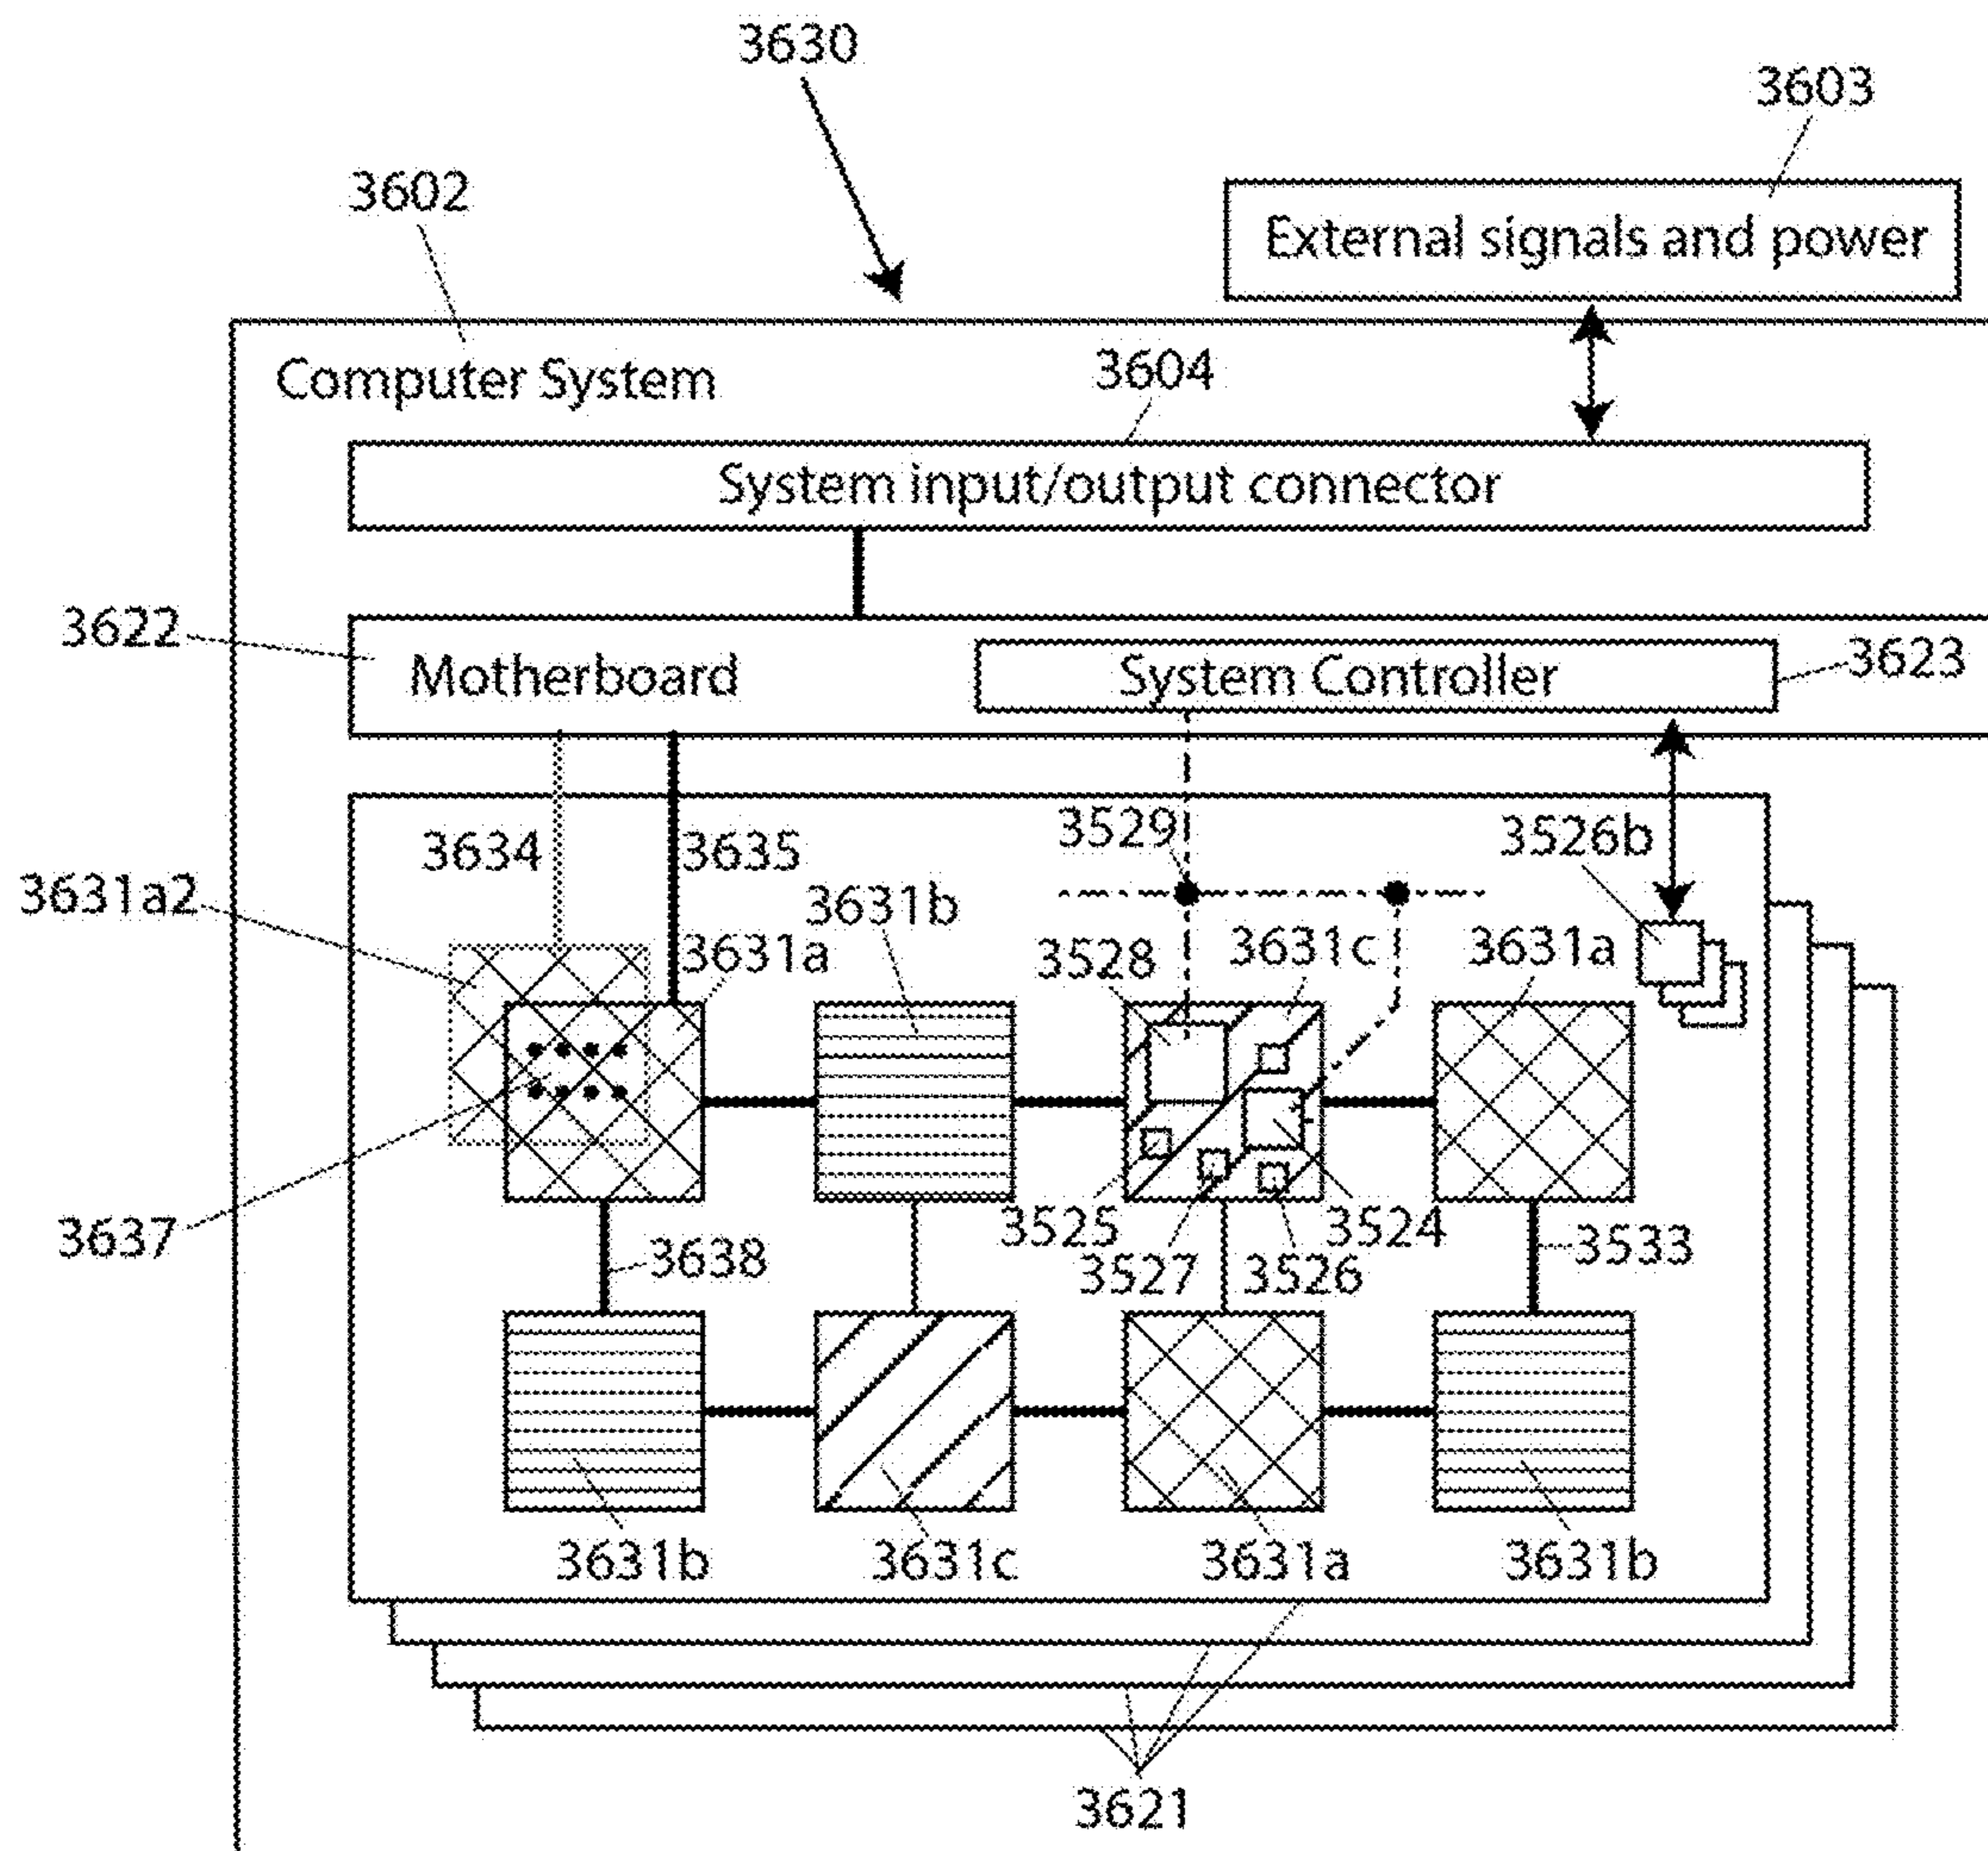 3630
3603
3602
External signals and power
Computer System
3604
System input/output connector
3622
Motherboard
System Controller
3623
3634
3635
3529
3526b
3631a2
3631b
3631a
3528
3631c
3631a
3637
3525
3524
3638
3527
3526
3533
3631b
3631c
3631a
3631b
3621